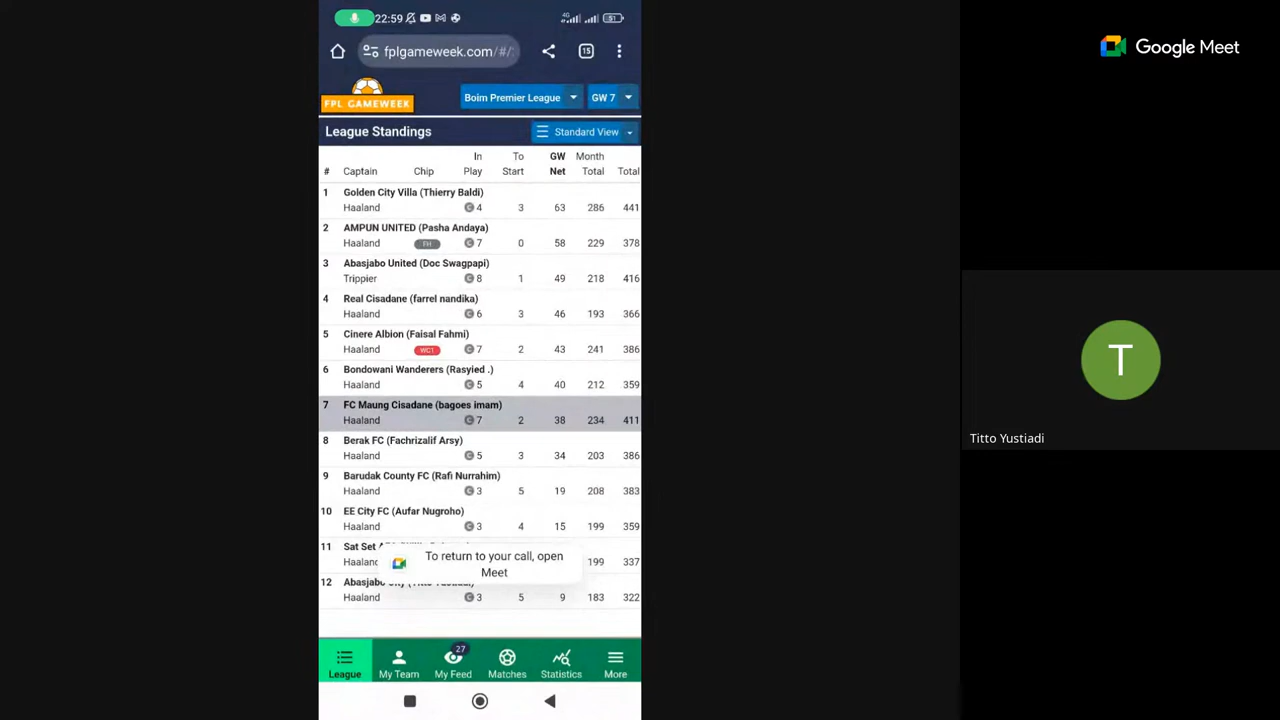 22:59
4G
51
fplgameweek.com/#/
15
Google Meet
FPL GAMEWEEK
Boim Premier League
GW 7
League Standings
Standard View
# Captain Chip In Play To Start GW Net Month Total Total
1 Golden City Villa (Thierry Baldi)
Haaland C 4 3 63 286 441
2 AMPUN UNITED (Pasha Andaya)
Haaland FH C 7 0 58 229 378
3 Abasjabo United (Doc Swagpapi)
Trippier C 8 1 49 218 416
4 Real Cisadane (farrel nandika)
Haaland C 6 3 46 193 366
5 Cinere Albion (Faisal Fahmi)
Haaland WC1 C 7 2 43 241 386
6 Bondowani Wanderers (Rasyied .)
Haaland C 5 4 40 212 359
7 FC Maung Cisadane (bagoes imam)
Haaland C 7 2 38 234 411
8 Berak FC (Fachrizalif Arsy)
Haaland C 5 3 34 203 386
9 Barudak County FC (Rafi Nurrahim)
Haaland C 3 5 19 208 383
10 EE City FC (Aufar Nugroho)
Haaland C 3 4 15 199 359
11 Sat Set
Haaland 199 337
To return to your call, open
Meet
12 Abasjabo City (Titto Yustiadi)
Haaland C 3 5 9 183 322
27
League My Team My Feed Matches Statistics More
T
Titto Yustiadi